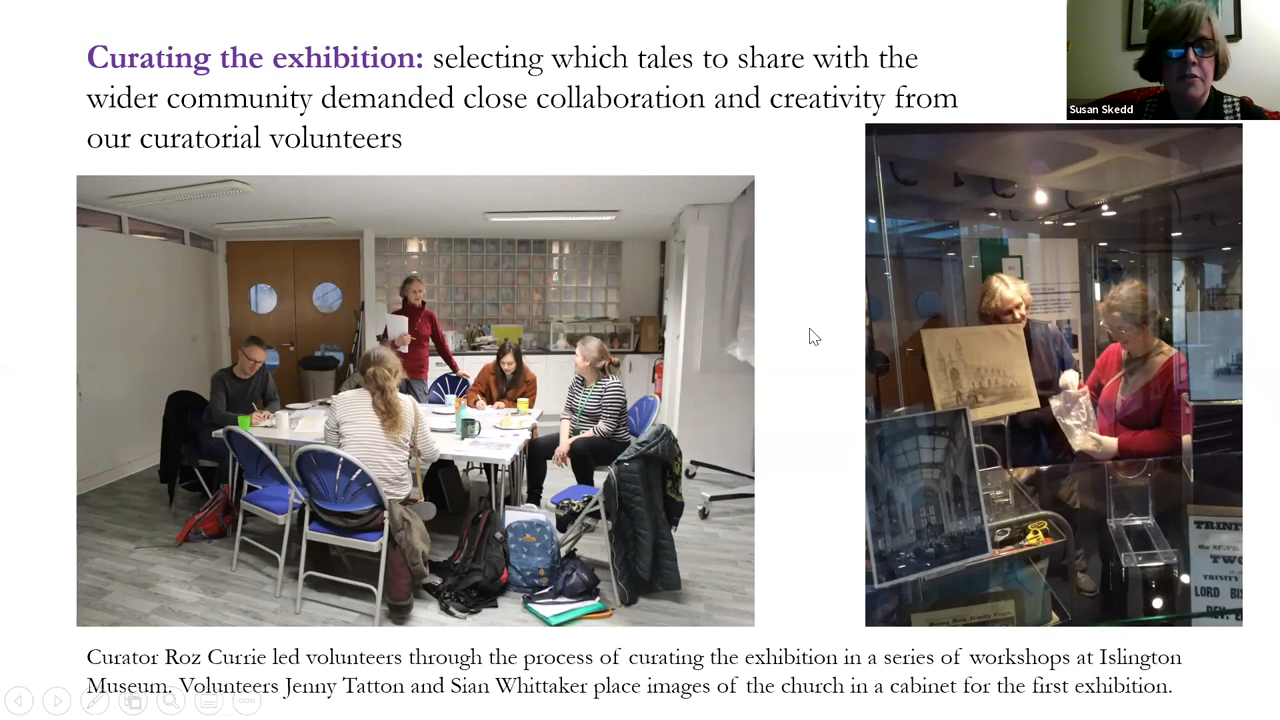 Curating the exhibition: selecting which tales to share with the
wider community demanded close collaboration and creativity from
our curatorial volunteers
Susan Skedd
TRINIT
TWO
TRINITY
LORD BIS
REV.
Curator Roz Currie led volunteers through the process of curating the exhibition in a series of workshops at Islington
Museum. Volunteers Jenny Tatton and Sian Whittaker place images of the church in a cabinet for the first exhibition.